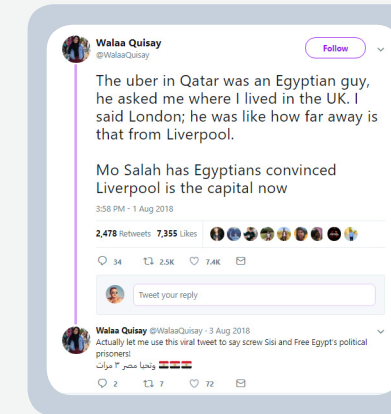 Walaa Quisay
@WalaaQuisay
Follow
The uber in Qatar was an Egyptian guy,
he asked me where I lived in the UK. I
said London; he was like how far away is
that from Liverpool.
Mo Salah has Egyptians convinced
Liverpool is the capital now
3:58 PM - 1 Aug 2018
2,478 Retweets 7,355 Likes
34 2.5K 7.4K
Tweet your reply
Walaa Quisay @WalaaQuisay · 3 Aug 2018
Actually let me use this viral tweet to say screw Sisi and Free Egypt's political
prisoners!
وتحيا مصر ٣ مرات
2 7 72